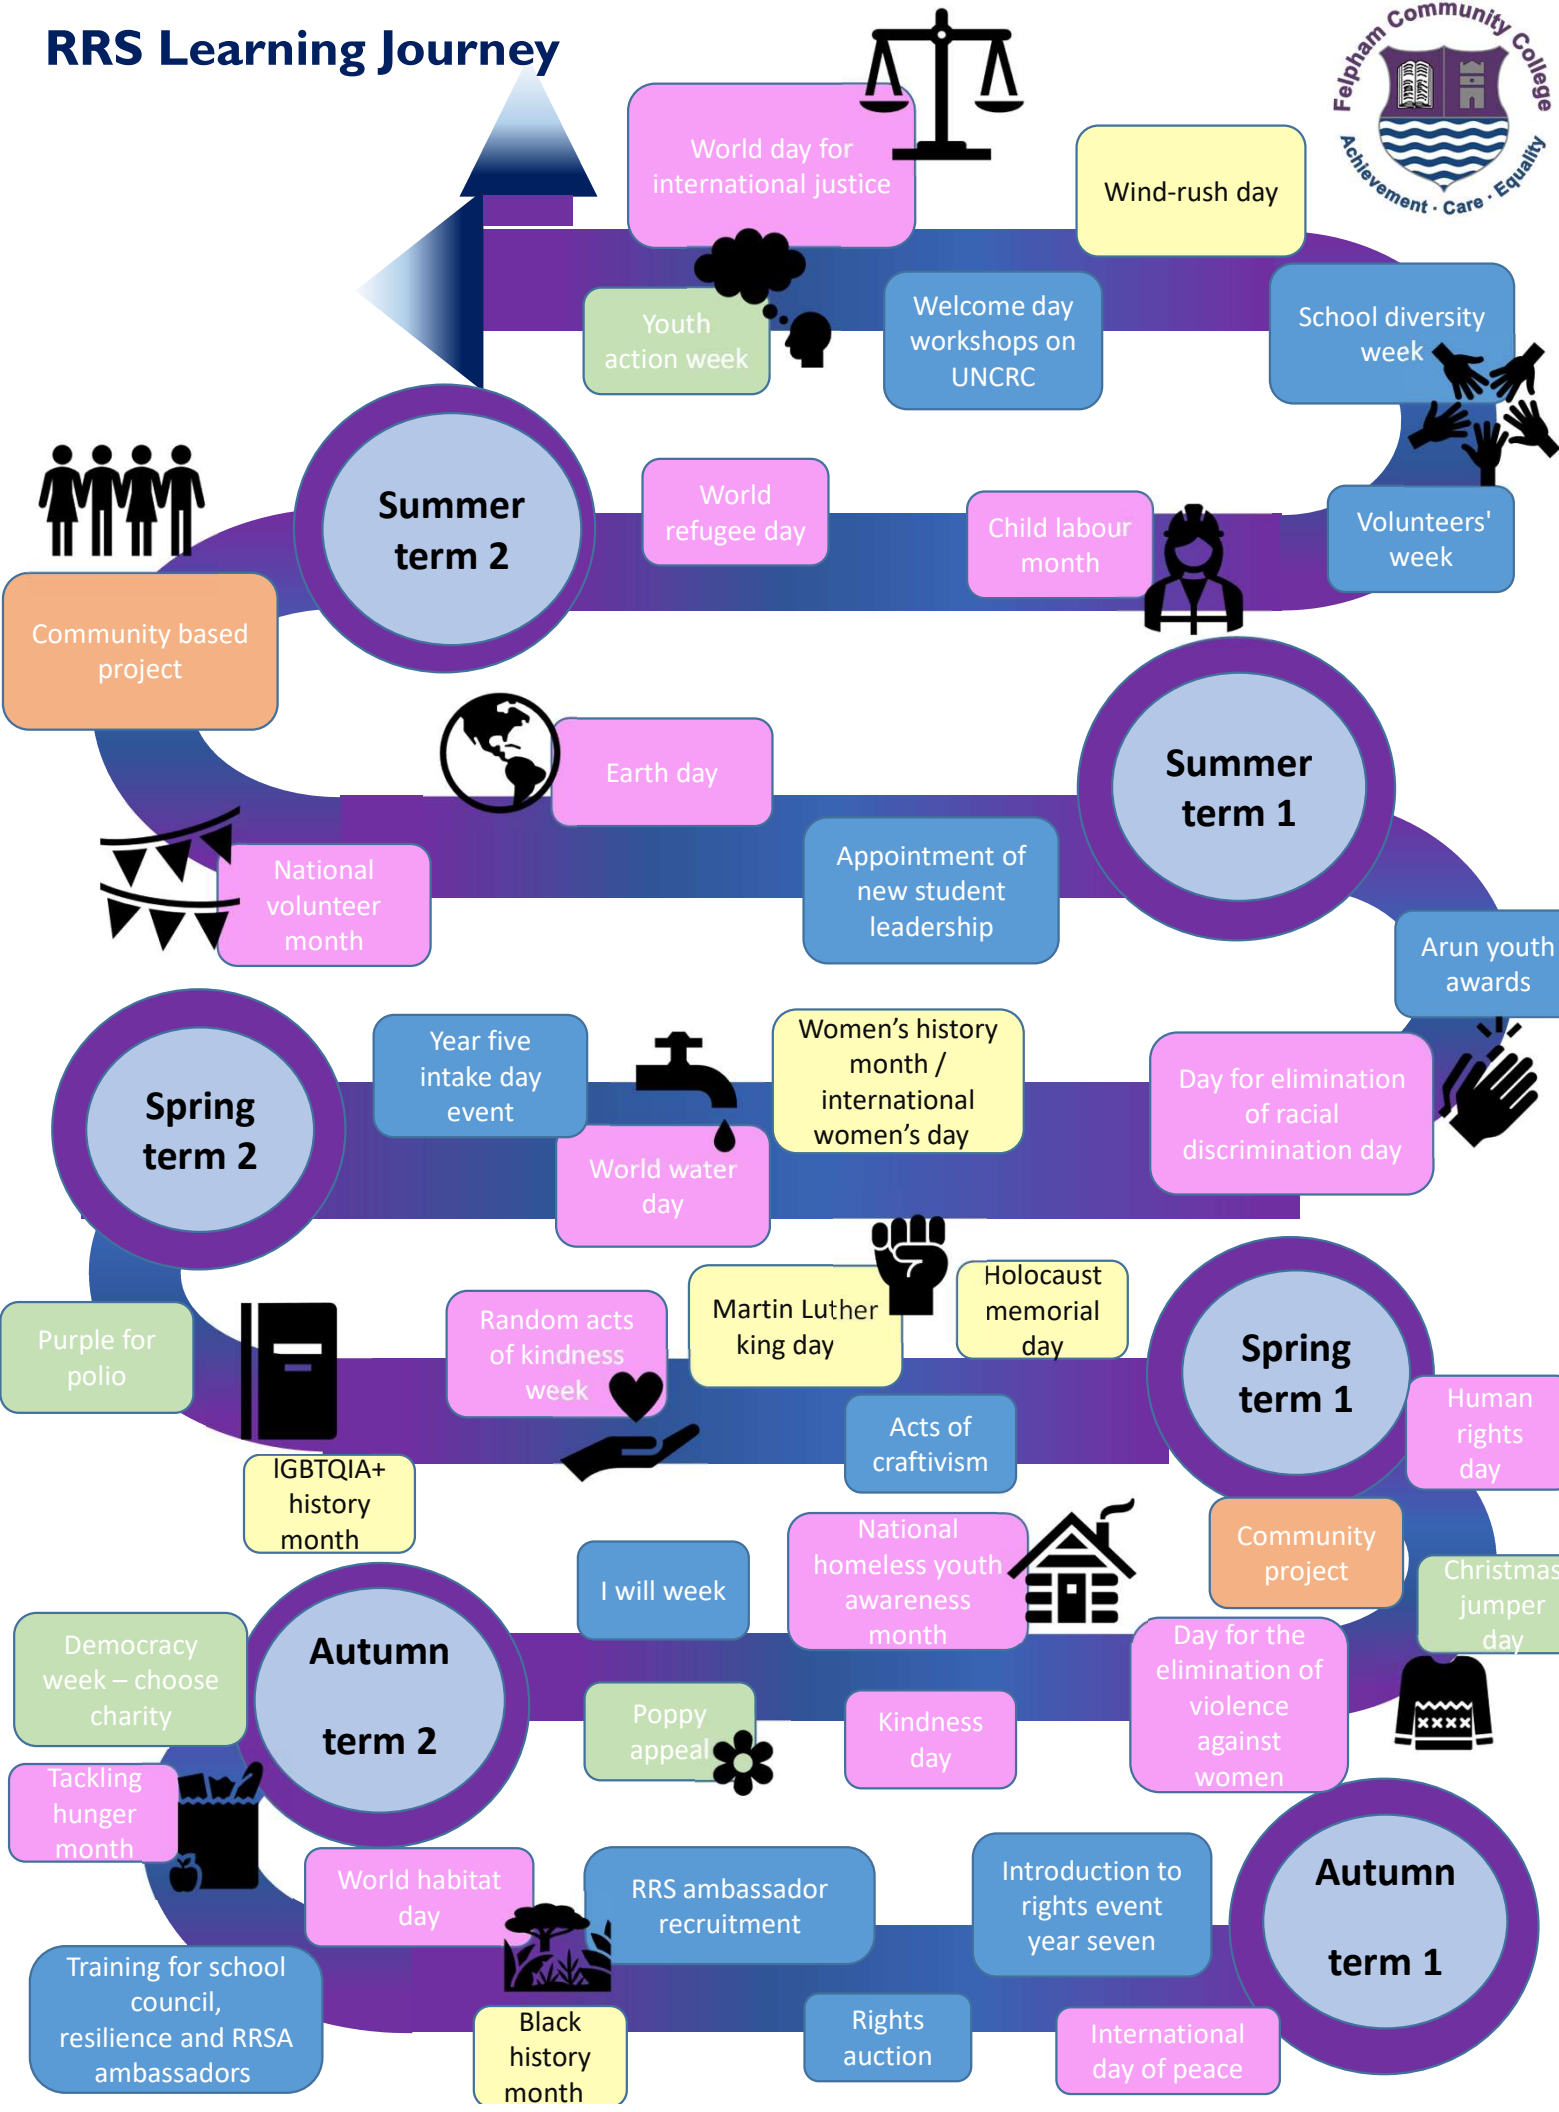 RRS Learning Journey
Felpham Community College
Achievement · Care · Equality
World day for
international justice
Wind-rush day
Youth
action week
Welcome day
workshops on
UNCRC
School diversity
week
Summer
term 2
World
refugee day
Child labour
month
Volunteers'
week
Community based
project
Earth day
Summer
term 1
National
volunteer
month
Appointment of
new student
leadership
Arun youth
awards
Spring
term 2
Year five
intake day
event
World water
day
Women's history
month /
international
women's day
Day for elimination
of racial
discrimination day
Purple for
polio
Random acts
of kindness
week
Martin Luther
king day
Holocaust
memorial
day
Spring
term 1
Human
rights
day
Acts of
craftivism
lGBTQIA+
history
month
I will week
National
homeless youth
awareness
month
Community
project
Christmas
jumper
day
Democracy
week – choose
charity
Autumn
term 2
Poppy
appeal
Kindness
day
Day for the
elimination of
violence
against
women
Tackling
hunger
month
World habitat
day
RRS ambassador
recruitment
Introduction to
rights event
year seven
Autumn
term 1
Training for school
council,
resilience and RRSA
ambassadors
Black
history
month
Rights
auction
International
day of peace